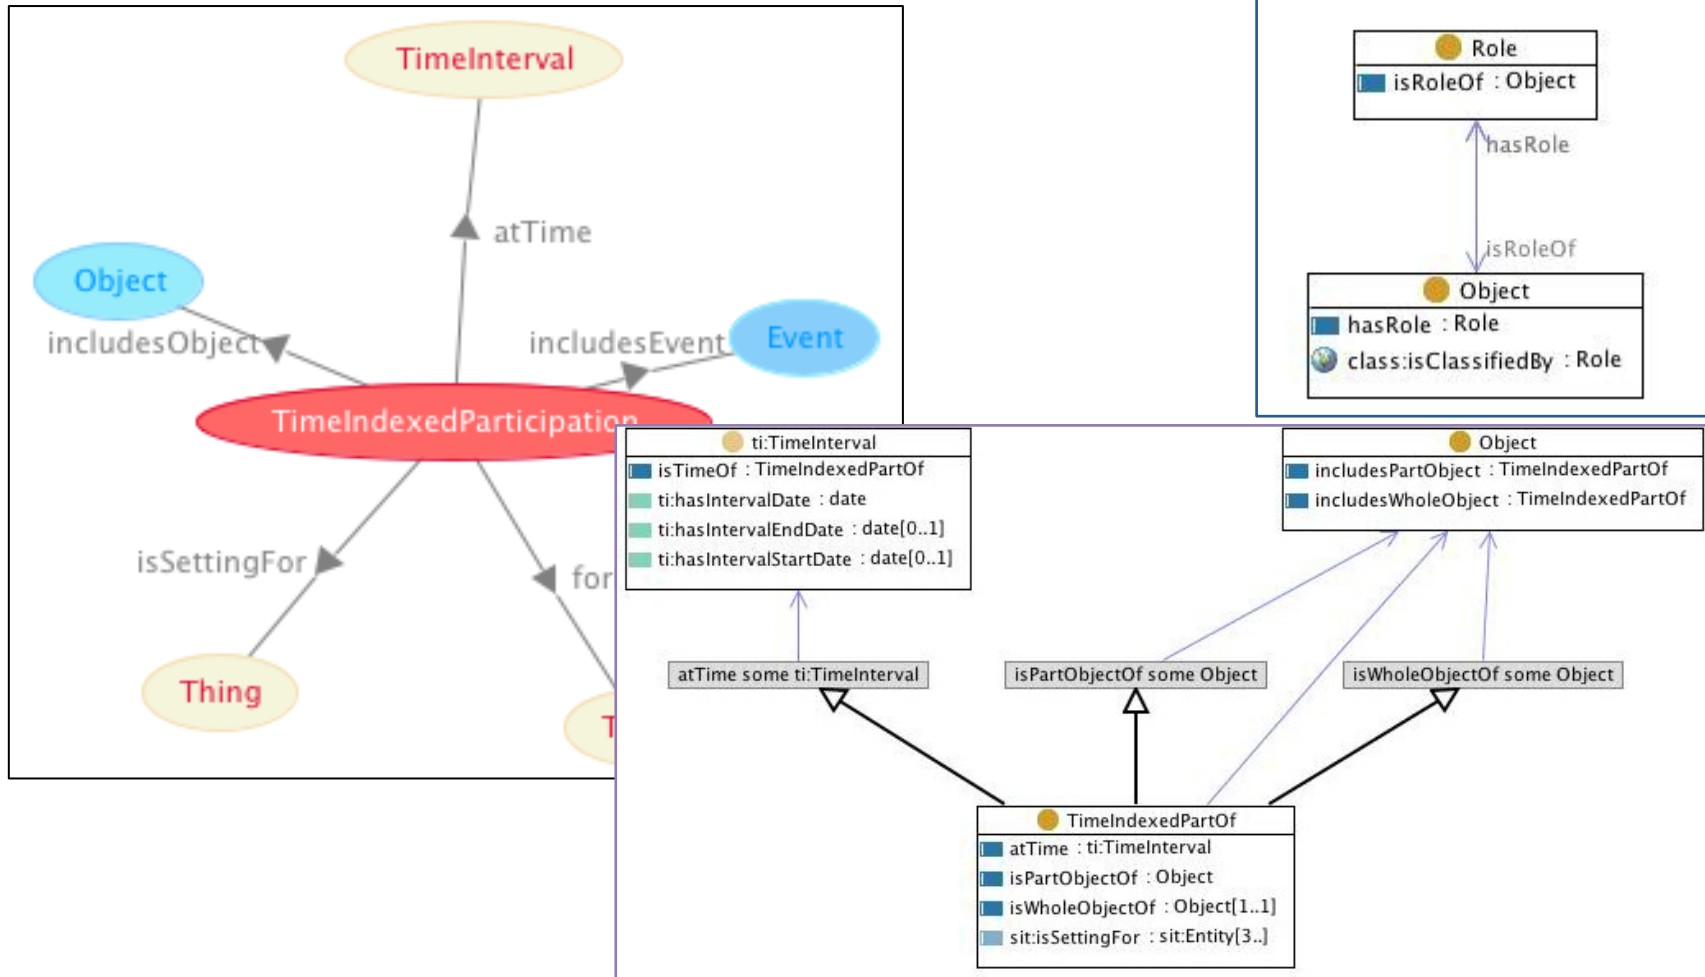 TimeInterval
atTime
Object
includesObject
includesEvent
Event
TimeIndexedParticipation
isSettingFor
for
Thing
T
Role
isRoleOf : Object
hasRole
isRoleOf
Object
hasRole : Role
class:isClassifiedBy : Role
ti:TimeInterval
isTimeOf : TimeIndexedPartOf
ti:hasIntervalDate : date
ti:hasIntervalEndDate : date[0..1]
ti:hasIntervalStartDate : date[0..1]
Object
includesPartObject : TimeIndexedPartOf
includesWholeObject : TimeIndexedPartOf
atTime some ti:TimeInterval
isPartObjectOf some Object
isWholeObjectOf some Object
TimeIndexedPartOf
atTime : ti:TimeInterval
isPartObjectOf : Object
isWholeObjectOf : Object[1..1]
sit:isSettingFor : sit:Entity[3..]